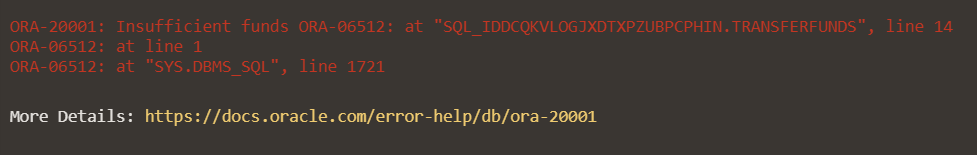 ORA-20001: Insufficient funds ORA-06512: at "SQL_IDDCQKVLOGJXDTXPZUBPCPHIN.TRANSFERFUNDS", line 14
ORA-06512: at line 1
ORA-06512: at "SYS.DBMS_SQL", line 1721
More Details: https://docs.oracle.com/error-help/db/ora-20001